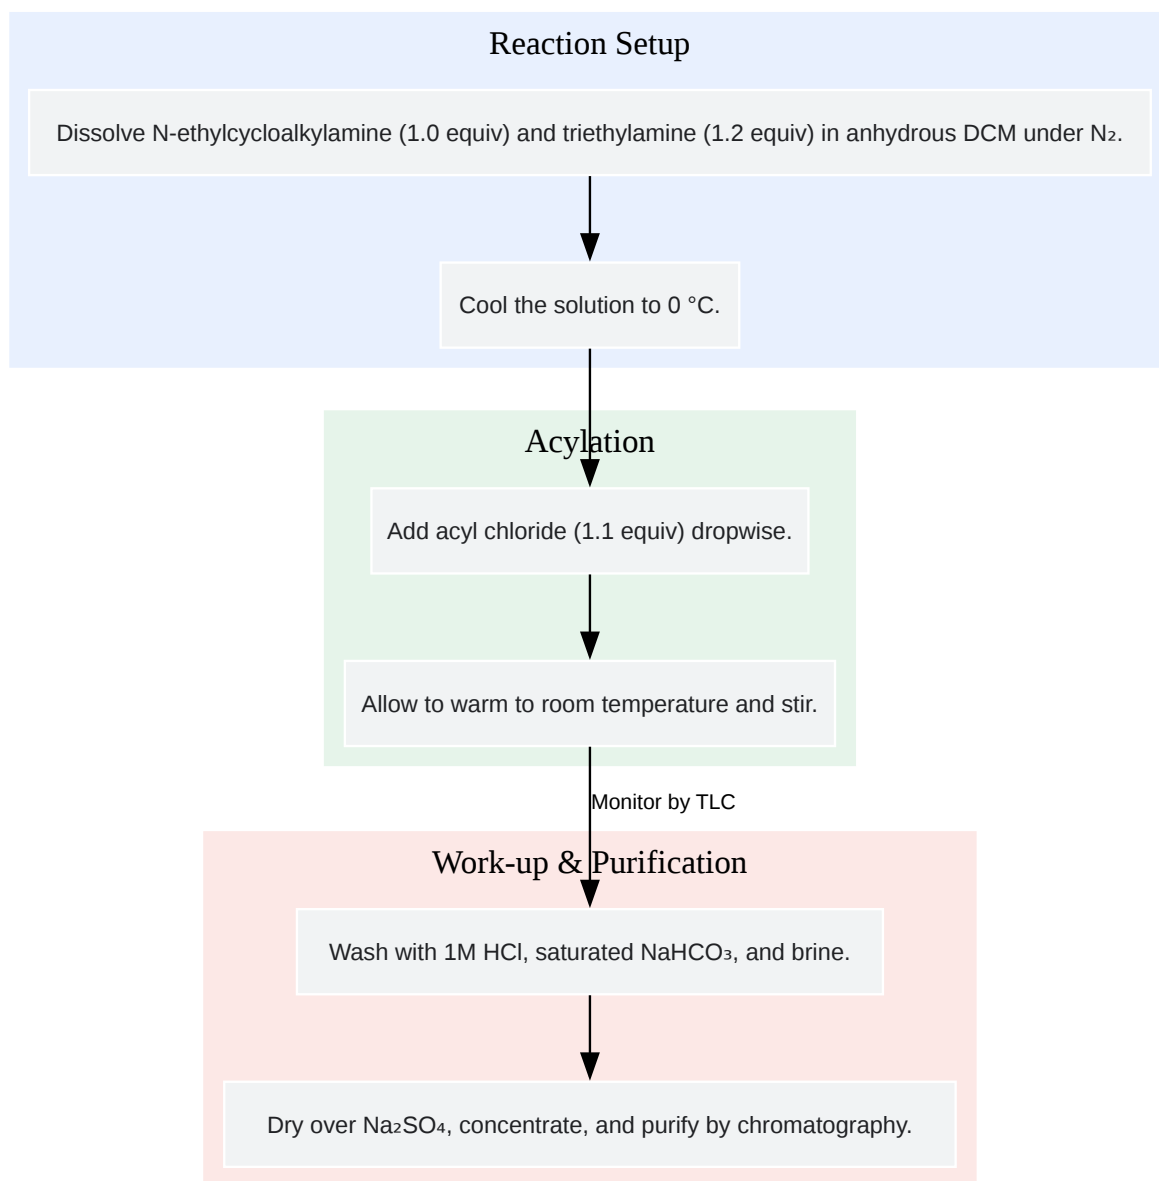 Reaction Setup
Dissolve N-ethylcycloalkylamine (1.0 equiv) and triethylamine (1.2 equiv) in anhydrous DCM under N₂.
Cool the solution to 0 °C.
Acylation
Add acyl chloride (1.1 equiv) dropwise.
Allow to warm to room temperature and stir.
Monitor by TLC
Work-up & Purification
Wash with 1M HCl, saturated NaHCO₃, and brine.
Dry over Na₂SO₄, concentrate, and purify by chromatography.